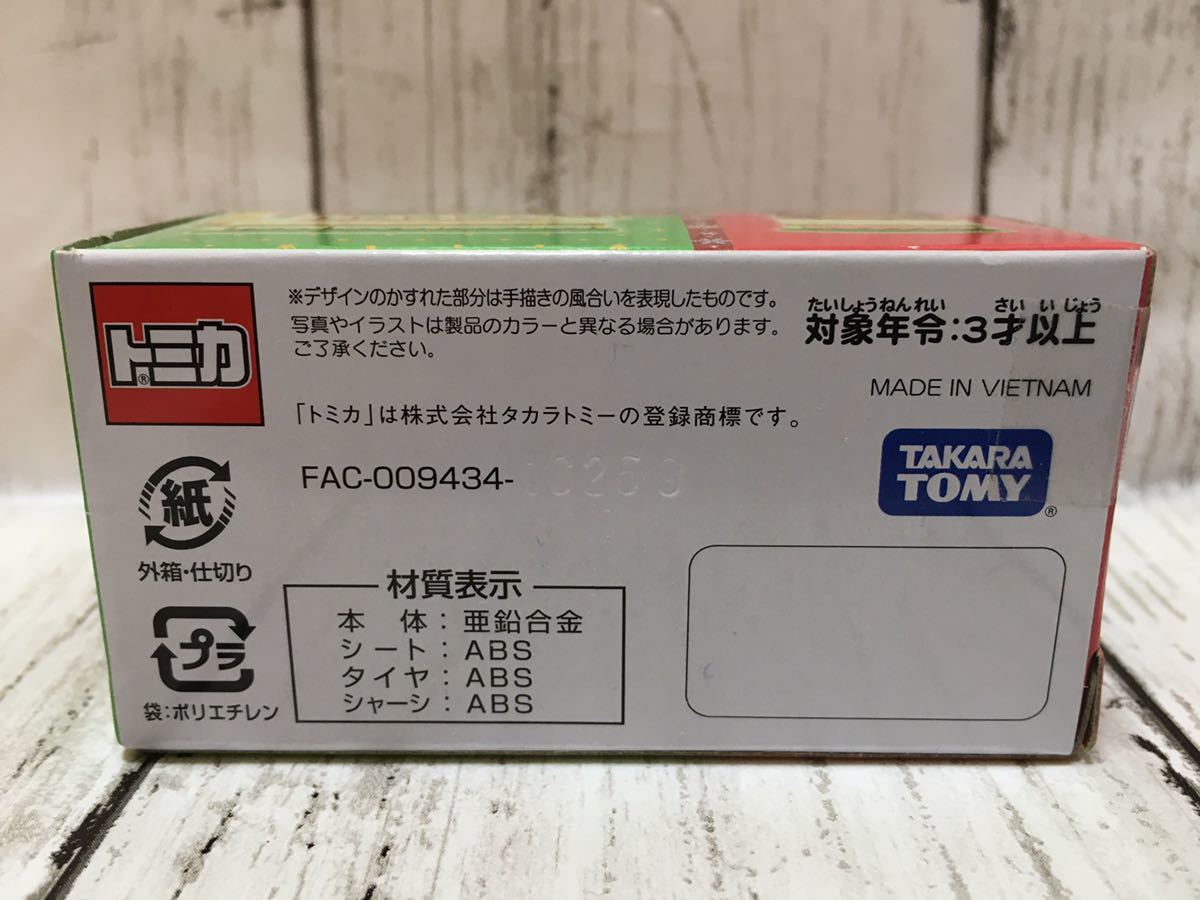 トミカ®
※デザインのかすれた部分は手描きの風合いを表現したものです。
写真やイラストは製品のカラーと異なる場合があります。
ご了承ください。
「トミカ」は株式会社タカラトミーの登録商標です。
FAC-009434-
たいしょうねんれい さい い じょう
対象年令:3才以上
MADE IN VIETNAM
TAKARA
TOMY®
紙
外箱・仕切り
プラ
袋:ポリエチレン
材質表示
本 体:亜鉛合金
シート:ABS
タイヤ:ABS
シャーシ:ABS